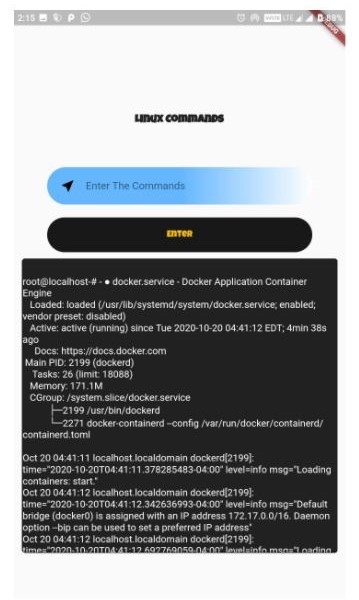 2:15
LTE 88%
LINUX COMMANDS
Enter The Commands
ENTER
root@localhost-# - ● docker.service - Docker Application Container
Engine
Loaded: loaded (/usr/lib/systemd/system/docker.service; enabled;
vendor preset: disabled)
Active: active (running) since Tue 2020-10-20 04:41:12 EDT; 4min 38s
ago
Docs: https://docs.docker.com
Main PID: 2199 (dockerd)
Tasks: 26 (limit: 18088)
Memory: 171.1M
CGroup: /system.slice/docker.service
├─2199 /usr/bin/dockerd
└─2271 docker-containerd --config /var/run/docker/containerd/
containerd.toml
Oct 20 04:41:11 localhost.localdomain dockerd[2199]:
time="2020-10-20T04:41:11.378285483-04:00" level=info msg="Loading
containers: start."
Oct 20 04:41:12 localhost.localdomain dockerd[2199]:
time="2020-10-20T04:41:12.342636993-04:00" level=info msg="Default
bridge (docker0) is assigned with an IP address 172.17.0.0/16. Daemon
option --bip can be used to set a preferred IP address"
Oct 20 04:41:12 localhost.localdomain dockerd[2199]:
time="2020-10-20T04:41:12.692769059-04:00" level=info msg="Loading